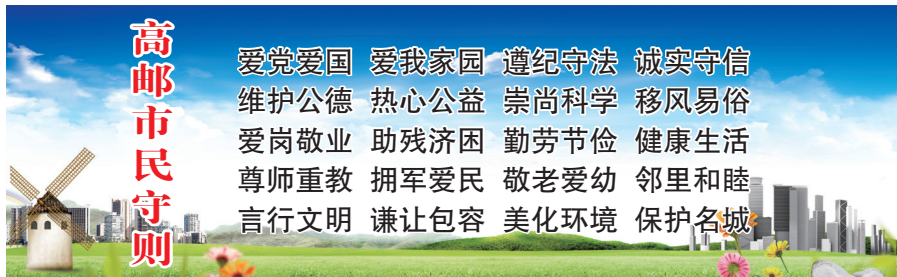 高邮市民守则
爱党爱国 爱我家园 遵纪守法 诚实守信
维护公德 热心公益 崇尚科学 移风易俗
爱岗敬业 助残济困 勤劳节俭 健康生活
尊师重教 拥军爱民 敬老爱幼 邻里和睦
言行文明 谦让包容 美化环境 保护名城